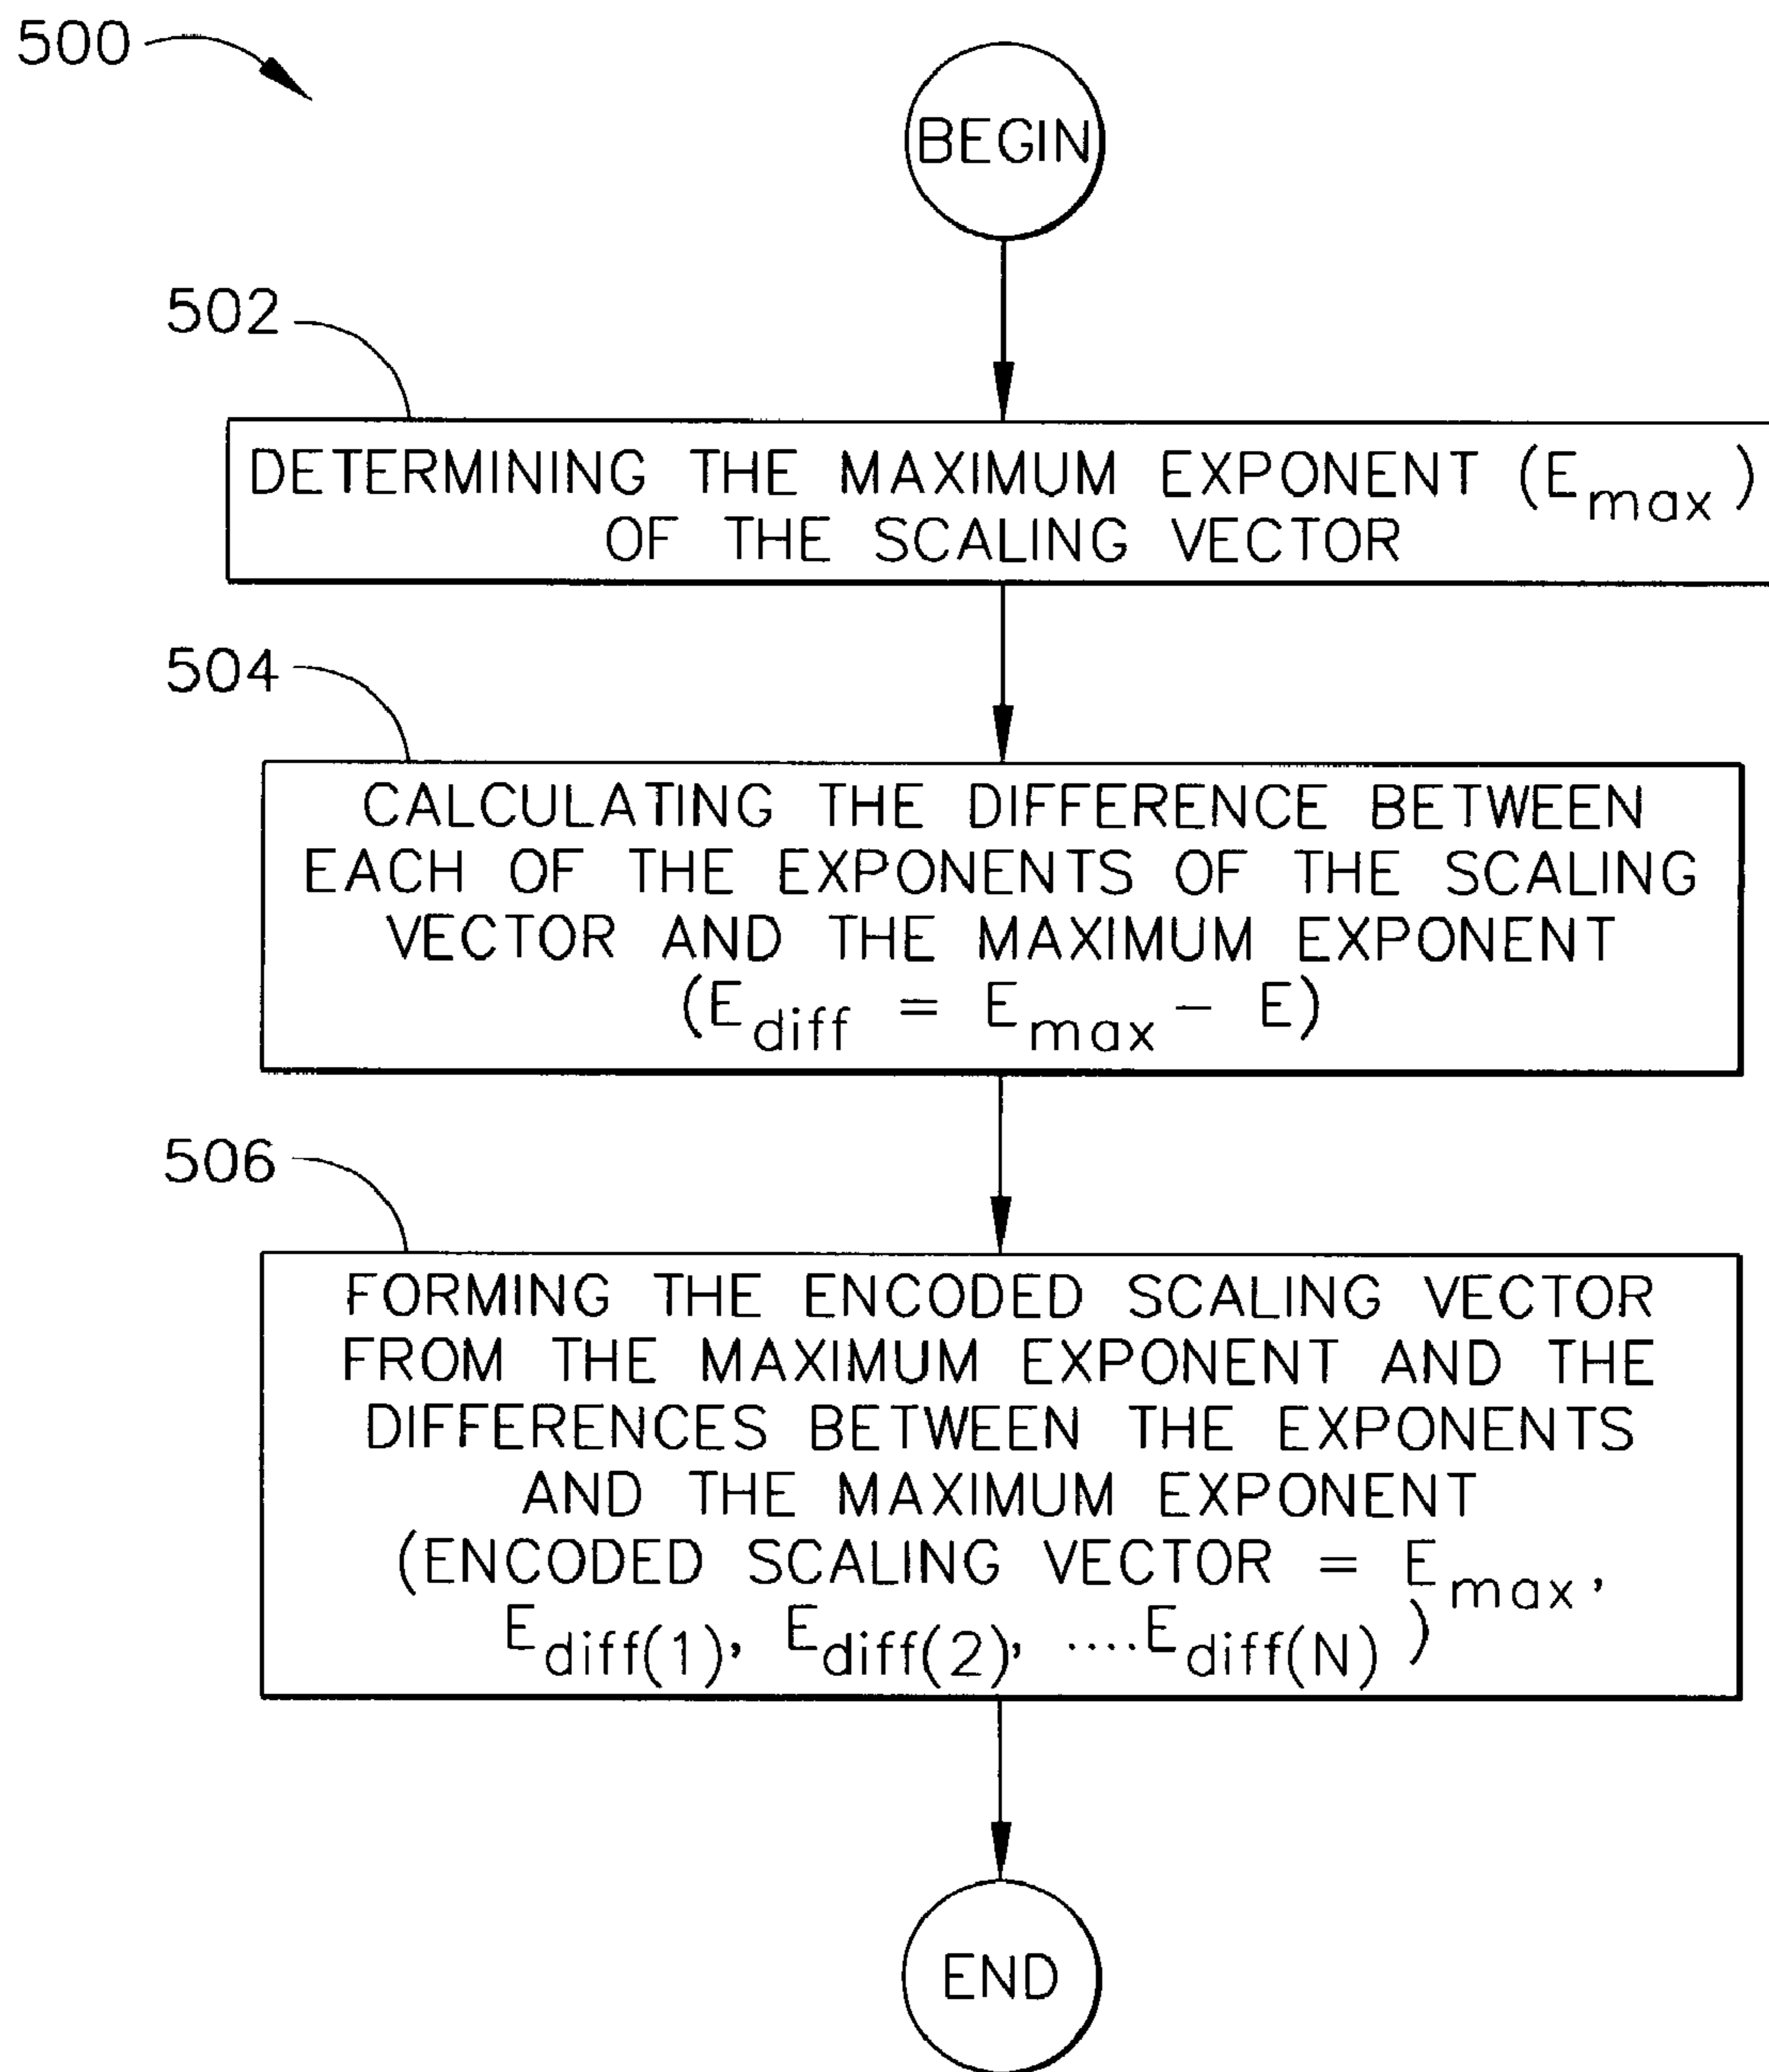 500
BEGIN
502
DETERMINING THE MAXIMUM EXPONENT (Emax)
OF THE SCALING VECTOR
504
CALCULATING THE DIFFERENCE BETWEEN
EACH OF THE EXPONENTS OF THE SCALING
VECTOR AND THE MAXIMUM EXPONENT
(Ediff = Emax - E)
506
FORMING THE ENCODED SCALING VECTOR
FROM THE MAXIMUM EXPONENT AND THE
DIFFERENCES BETWEEN THE EXPONENTS
AND THE MAXIMUM EXPONENT
(ENCODED SCALING VECTOR = Emax,
Ediff(1), Ediff(2), ....Ediff(N))
END